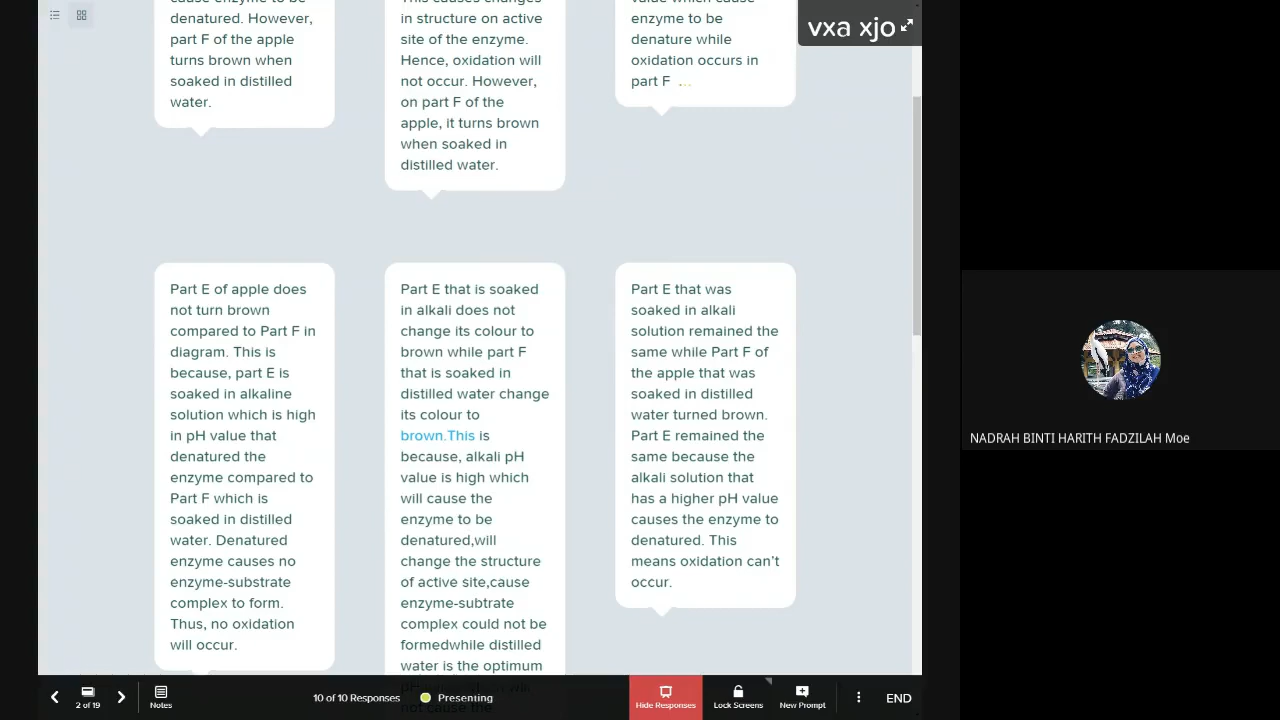 cause enzyme to be
denatured. However,
part F of the apple
turns brown when
soaked in distilled
water.
This causes changes
in structure on active
site of the enzyme.
Hence, oxidation will
not occur. However,
on part F of the
apple, it turns brown
when soaked in
distilled water.
value which cause
enzyme to be
denature while
oxidation occurs in
part F ...
vxa xjo
Part E of apple does
not turn brown
compared to Part F in
diagram. This is
because, part E is
soaked in alkaline
solution which is high
in pH value that
denatured the
enzyme compared to
Part F which is
soaked in distilled
water. Denatured
enzyme causes no
enzyme-substrate
complex to form.
Thus, no oxidation
will occur.
Part E that is soaked
in alkali does not
change its colour to
brown while part F
that is soaked in
distilled water change
its colour to
brown.This is
because, alkali pH
value is high which
will cause the
enzyme to be
denatured,will
change the structure
of active site,cause
enzyme-subtrate
complex could not be
formedwhile distilled
water is the optimum
not cause the
Part E that was
soaked in alkali
solution remained the
same while Part F of
the apple that was
soaked in distilled
water turned brown.
Part E remained the
same because the
alkali solution that
has a higher pH value
causes the enzyme to
denatured. This
means oxidation can't
occur.
NADRAH BINTI HARITH FADZILAH Moe
2 of 19
Notes
10 of 10 Responses
Presenting
Hide Responses
Lock Screens
New Prompt
END